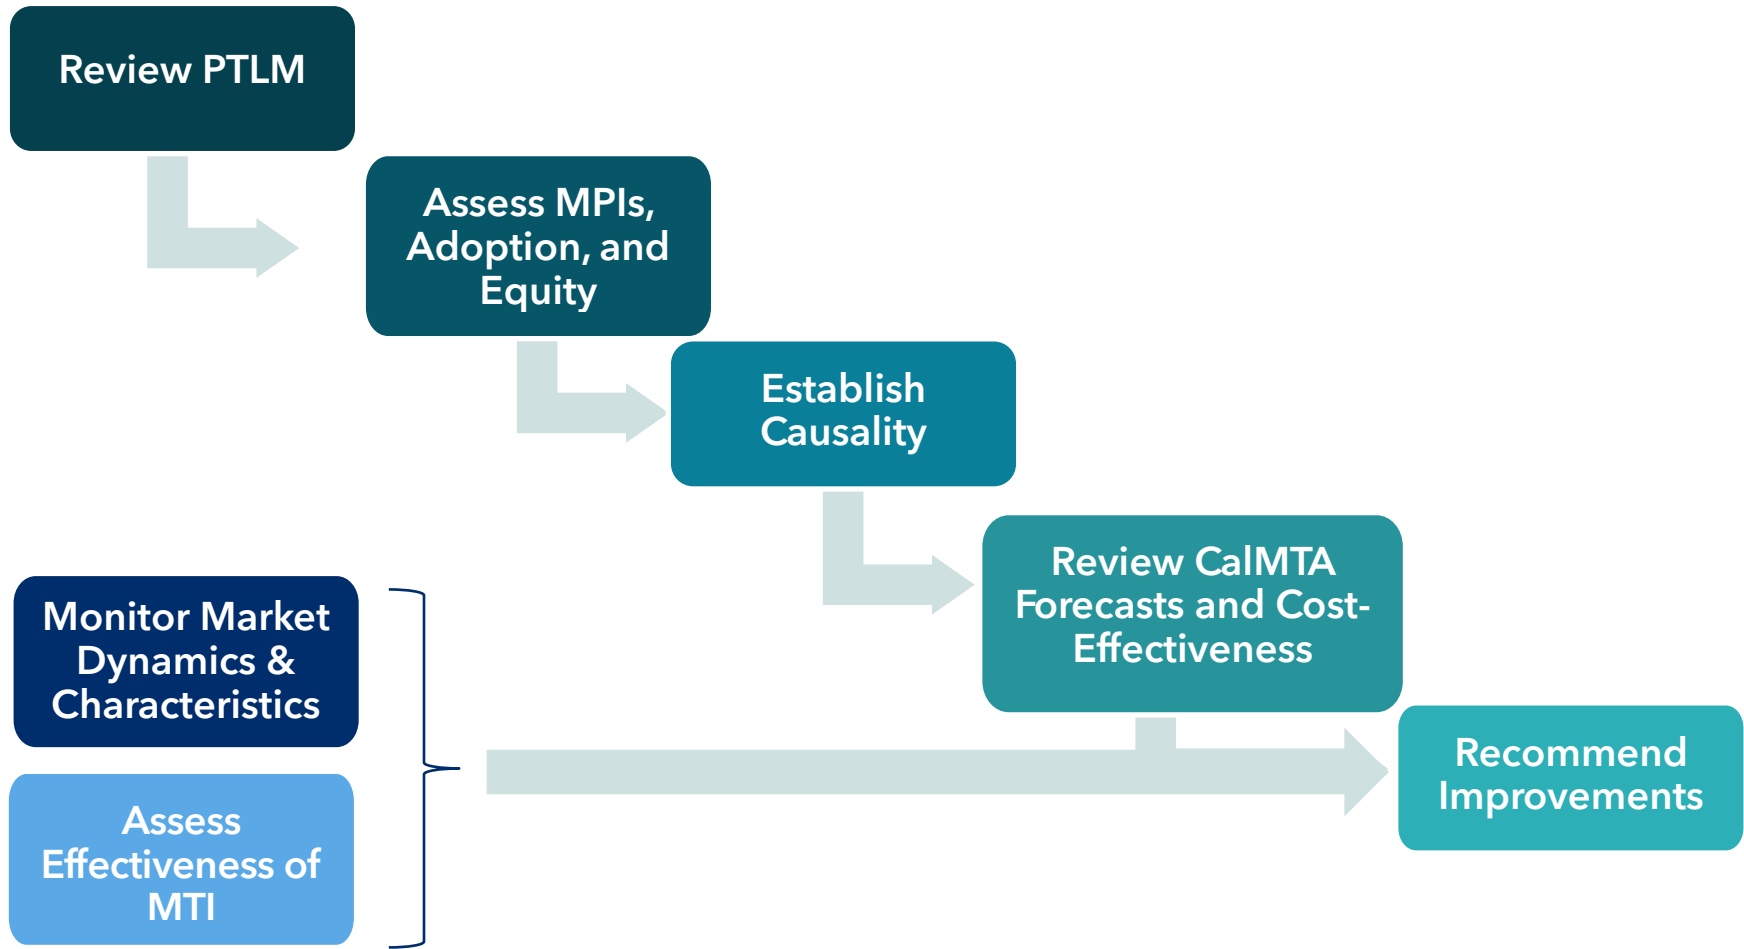 Review PTLM
Assess MPIs,
Adoption, and
Equity
Establish
Causality
Review CalMTA
Forecasts and Cost-
Effectiveness
Monitor Market
Dynamics &
Characteristics
Assess
Effectiveness of
MTI
Recommend
Improvements